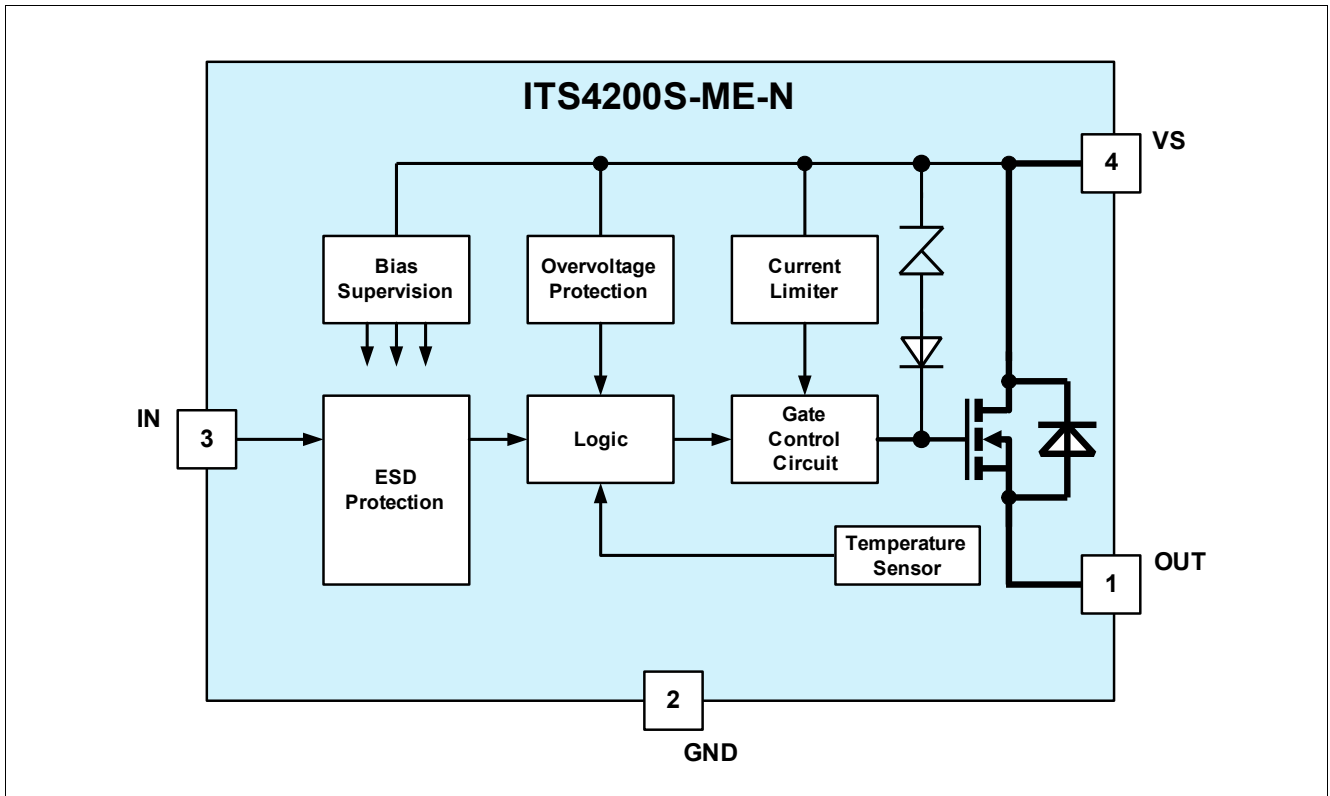 ITS4200S-ME-N
VS
4
Bias
Supervision
Overvoltage
Protection
Current
Limiter
IN
3
ESD
Protection
Logic
Gate
Control
Circuit
Temperature
Sensor
OUT
1
2
GND